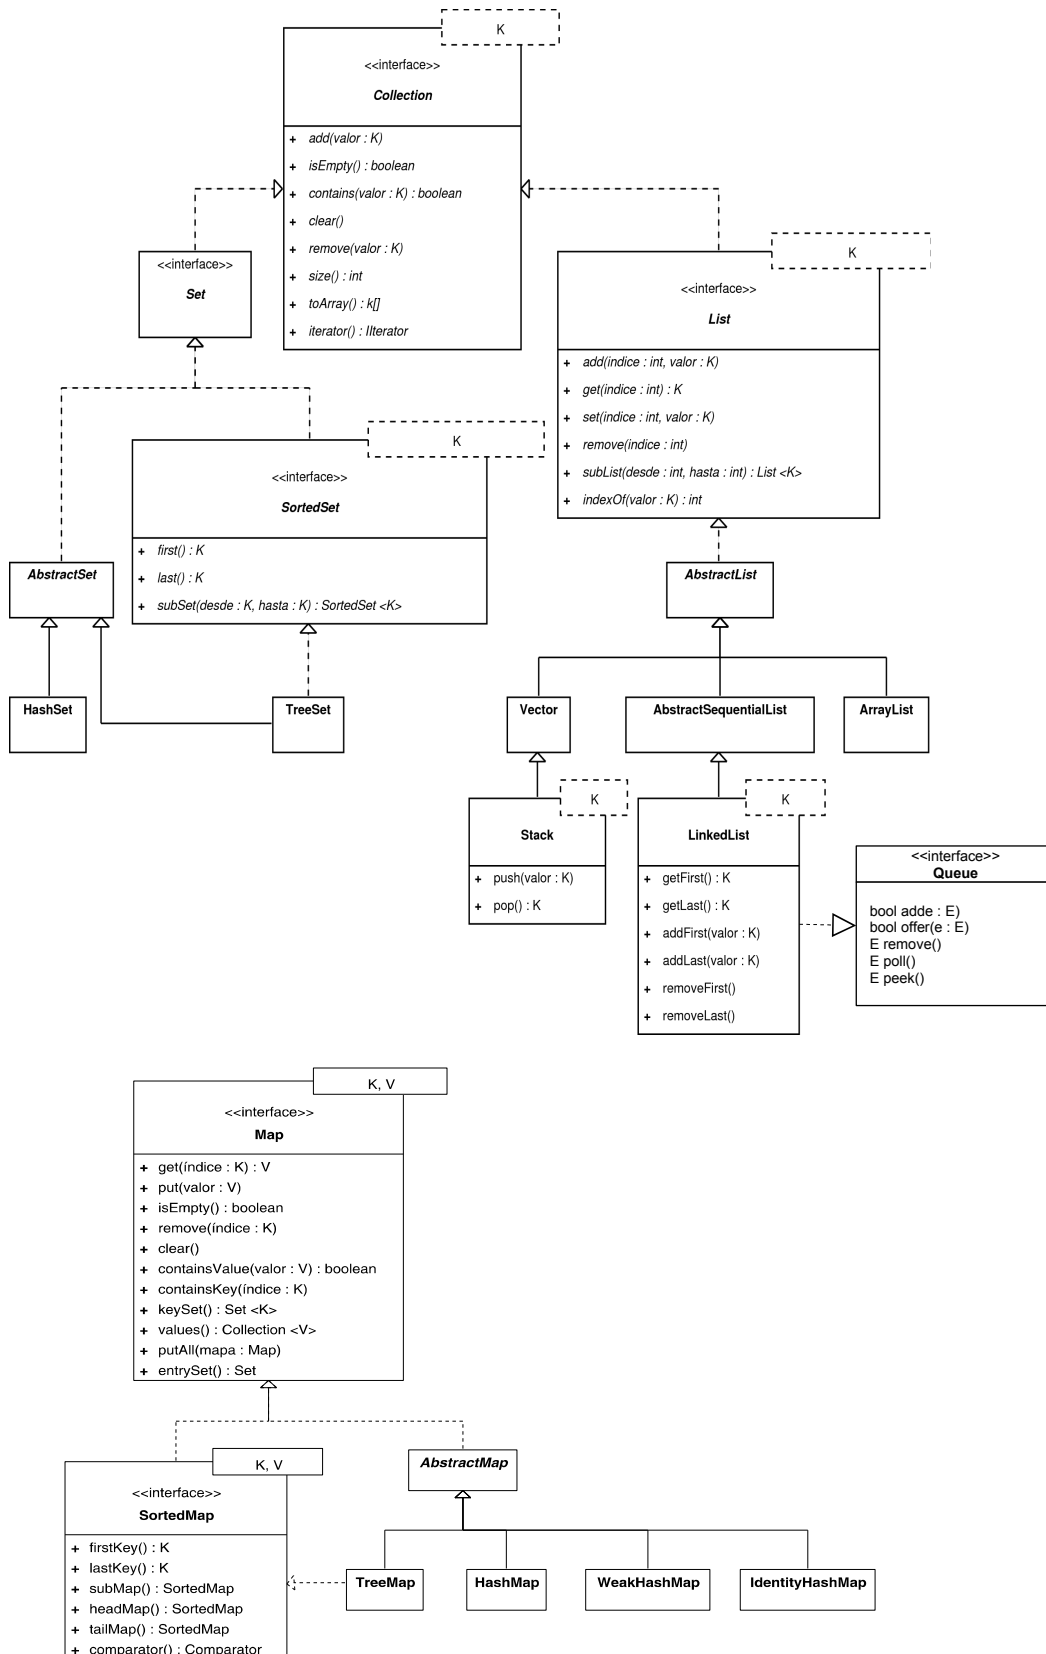 K
<<interface>>
Collection
+ add(valor : K)
+ isEmpty() : boolean
+ contains(valor : K) : boolean
+ clear()
+ remove(valor : K)
+ size() : int
+ toArray() : k[]
+ iterator() : IIterator
<<interface>>
Set
K
<<interface>>
List
+ add(indice : int, valor : K)
+ get(indice : int) : K
+ set(indice : int, valor : K)
+ remove(indice : int)
+ subList(desde : int, hasta : int) : List <K>
+ indexOf(valor : K) : int
K
<<interface>>
SortedSet
+ first() : K
+ last() : K
+ subSet(desde : K, hasta : K) : SortedSet <K>
AbstractSet
AbstractList
HashSet
TreeSet
Vector
AbstractSequentialList
ArrayList
K
Stack
+ push(valor : K)
+ pop() : K
K
LinkedList
+ getFirst() : K
+ getLast() : K
+ addFirst(valor : K)
+ addLast(valor : K)
+ removeFirst()
+ removeLast()
<<interface>>
Queue
bool adde : E)
bool offer(e : E)
E remove()
E poll()
E peek()
K, V
<<interface>>
Map
+ get(índice : K) : V
+ put(valor : V)
+ isEmpty() : boolean
+ remove(índice : K)
+ clear()
+ containsValue(valor : V) : boolean
+ containsKey(índice : K)
+ keySet() : Set <K>
+ values() : Collection <V>
+ putAll(mapa : Map)
+ entrySet() : Set
K, V
<<interface>>
SortedMap
+ firstKey() : K
+ lastKey() : K
+ subMap() : SortedMap
+ headMap() : SortedMap
+ tailMap() : SortedMap
+ comparator() : Comparator
AbstractMap
TreeMap
HashMap
WeakHashMap
IdentityHashMap